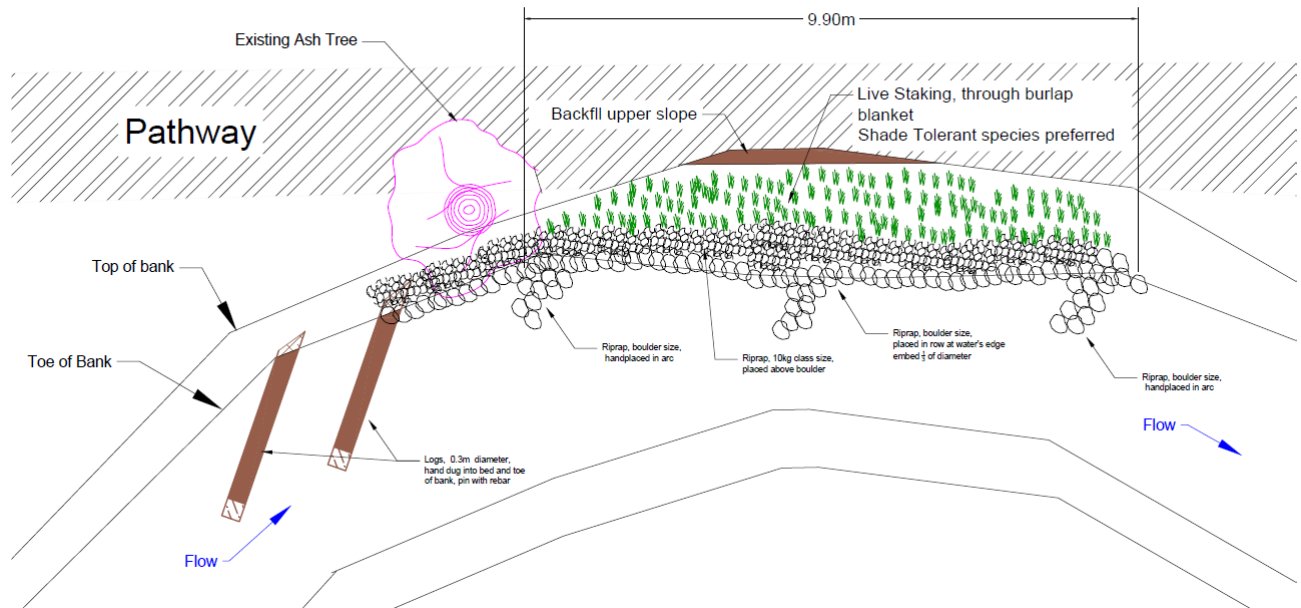 9.90m
Existing Ash Tree
Pathway
Backfll upper slope
Live Staking, through burlap
blanket
Shade Tolerant species preferred
Top of bank
Toe of Bank
Riprap, boulder size,
handplaced in arc
Riprap, 10kg class size,
placed above boulder
Riprap, boulder size,
placed in row at water's edge
embed of diameter
Riprap, boulder size,
handplaced in arc
Logs, 0.3m diameter,
hand dug into bed and toe
of bank, pin with rebar
Flow
Flow